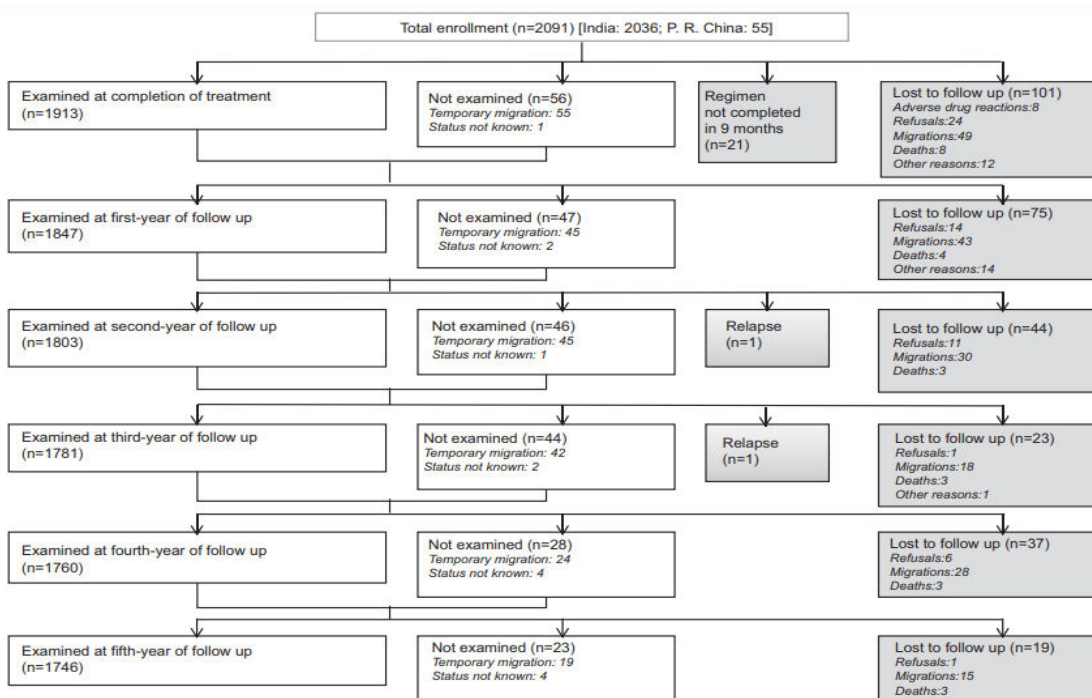 Total enrollment (n=2091) [India: 2036; P. R. China: 55]
Examined at completion of treatment
(n=1913)
Not examined (n=56)
Temporary migration: 55
Status not known: 1
Regimen
not completed
in 9 months
(n=21)
Lost to follow up (n=101)
Adverse drug reactions:8
Refusals:24
Migrations:49
Deaths:8
Other reasons:12
Examined at first-year of follow up
(n=1847)
Not examined (n=47)
Temporary migration: 45
Status not known: 2
Lost to follow up (n=75)
Refusals:14
Migrations:43
Deaths:4
Other reasons:14
Examined at second-year of follow up
(n=1803)
Not examined (n=46)
Temporary migration: 45
Status not known: 1
Relapse
(n=1)
Lost to follow up (n=44)
Refusals:11
Migrations:30
Deaths:3
Examined at third-year of follow up
(n=1781)
Not examined (n=44)
Temporary migration: 42
Status not known: 2
Relapse
(n=1)
Lost to follow up (n=23)
Refusals:1
Migrations:18
Deaths:3
Other reasons:1
Examined at fourth-year of follow up
(n=1760)
Not examined (n=28)
Temporary migration: 24
Status not known: 4
Lost to follow up (n=37)
Refusals:6
Migrations:28
Deaths:3
Examined at fifth-year of follow up
(n=1746)
Not examined (n=23)
Temporary migration: 19
Status not known: 4
Lost to follow up (n=19)
Refusals:1
Migrations:15
Deaths:3